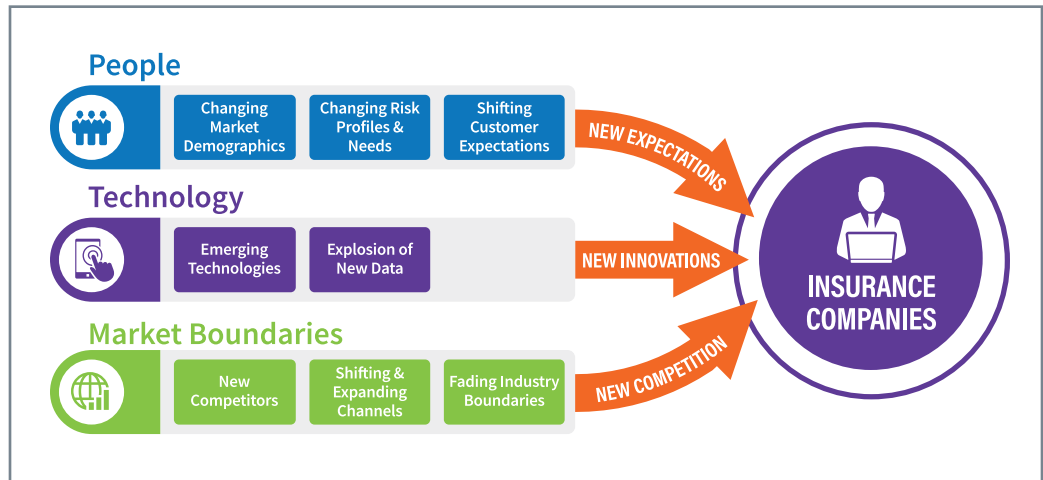 People
Changing
Market
Demographics
Changing Risk
Profiles &
Needs
Shifting
Customer
Expectations
NEW EXPECTATIONS
Technology
Emerging
Technologies
Explosion of
New Data
NEW INNOVATIONS
Market Boundaries
New
Competitors
Shifting &
Expanding
Channels
Fading Industry
Boundaries
NEW COMPETITION
INSURANCE
COMPANIES